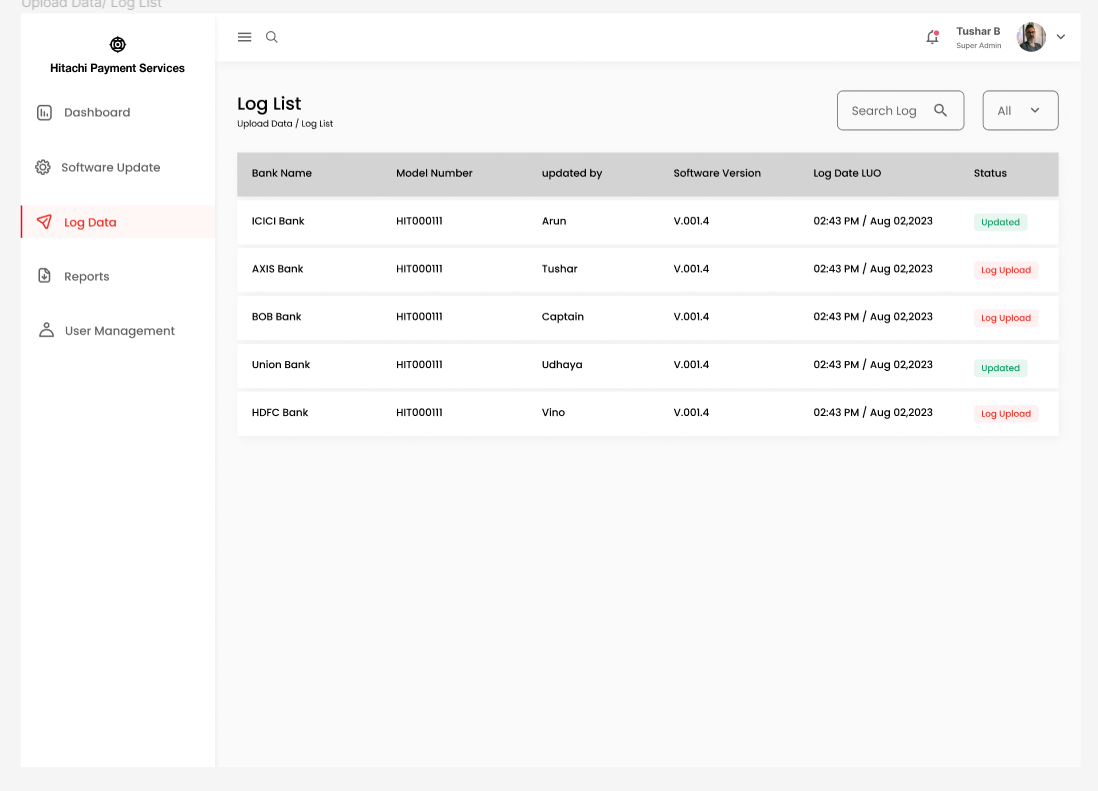 Upload Data/ Log List
Hitachi Payment Services
Tushar B
Super Admin
Dashboard
Software Update
Log Data
Reports
User Management
Log List
Upload Data / Log List
Search Log
All
Bank Name Model Number updated by Software Version Log Date LUO Status
ICICI Bank HIT000111 Arun V.001.4 02:43 PM / Aug 02,2023 Updated
AXIS Bank HIT000111 Tushar V.001.4 02:43 PM / Aug 02,2023 Log Upload
BOB Bank HIT000111 Captain V.001.4 02:43 PM / Aug 02,2023 Log Upload
Union Bank HIT000111 Udhaya V.001.4 02:43 PM / Aug 02,2023 Updated
HDFC Bank HIT000111 Vino V.001.4 02:43 PM / Aug 02,2023 Log Upload